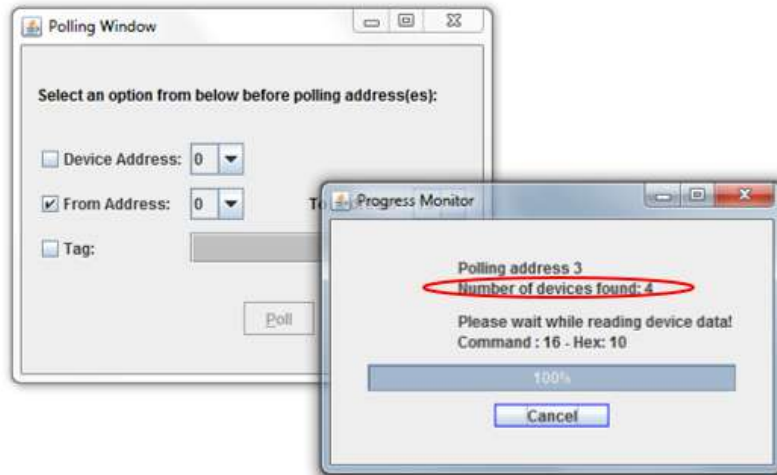 Polling Window
Select an option from below before polling address(es):
Device Address: 0
From Address: 0
Tag:
Poll
Progress Monitor
Polling address 3
Number of devices found: 4
Please wait while reading device data!
Command : 16 - Hex: 10
100%
Cancel